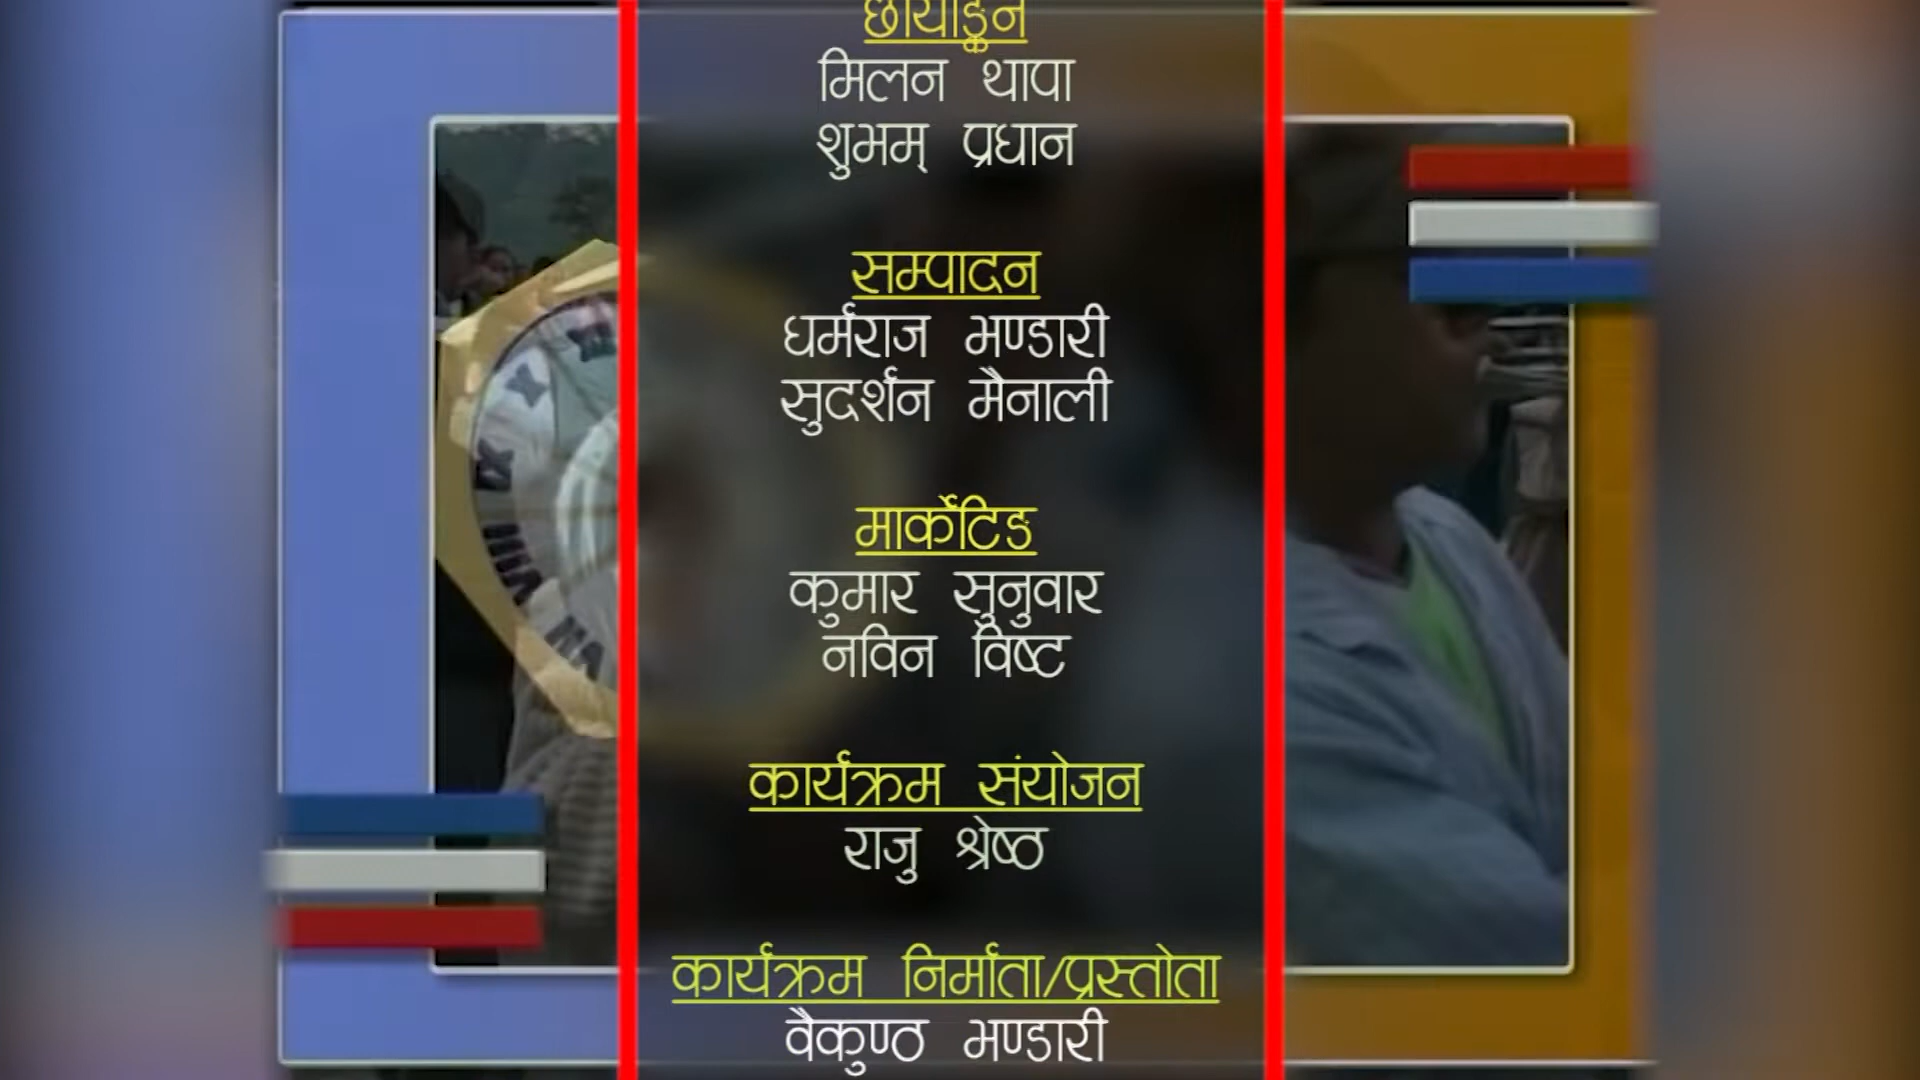 छायाङ्कन
मिलन थापा
शुभम् प्रधान
सम्पादन
धर्मराज भण्डारी
सुदर्शन मैनाली
मार्केटिङ
कुमार सुनुवार
नविन विष्ट
कार्यक्रम संयोजन
राजु श्रेष्ठ
कार्यक्रम निर्माता/प्रस्तोता
वैकुण्ठ भण्डारी